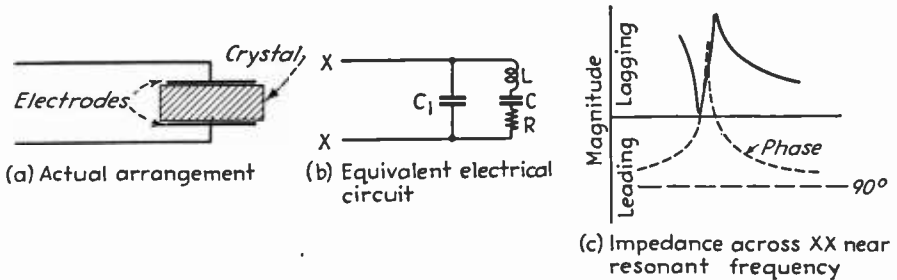 Crystal
Electrodes
(a) Actual arrangement
X
X
C1
L
C
R
(b) Equivalent electrical
circuit
Magnitude
Leading Lagging
Phase
90°
(c) Impedance across XX near
resonant frequency